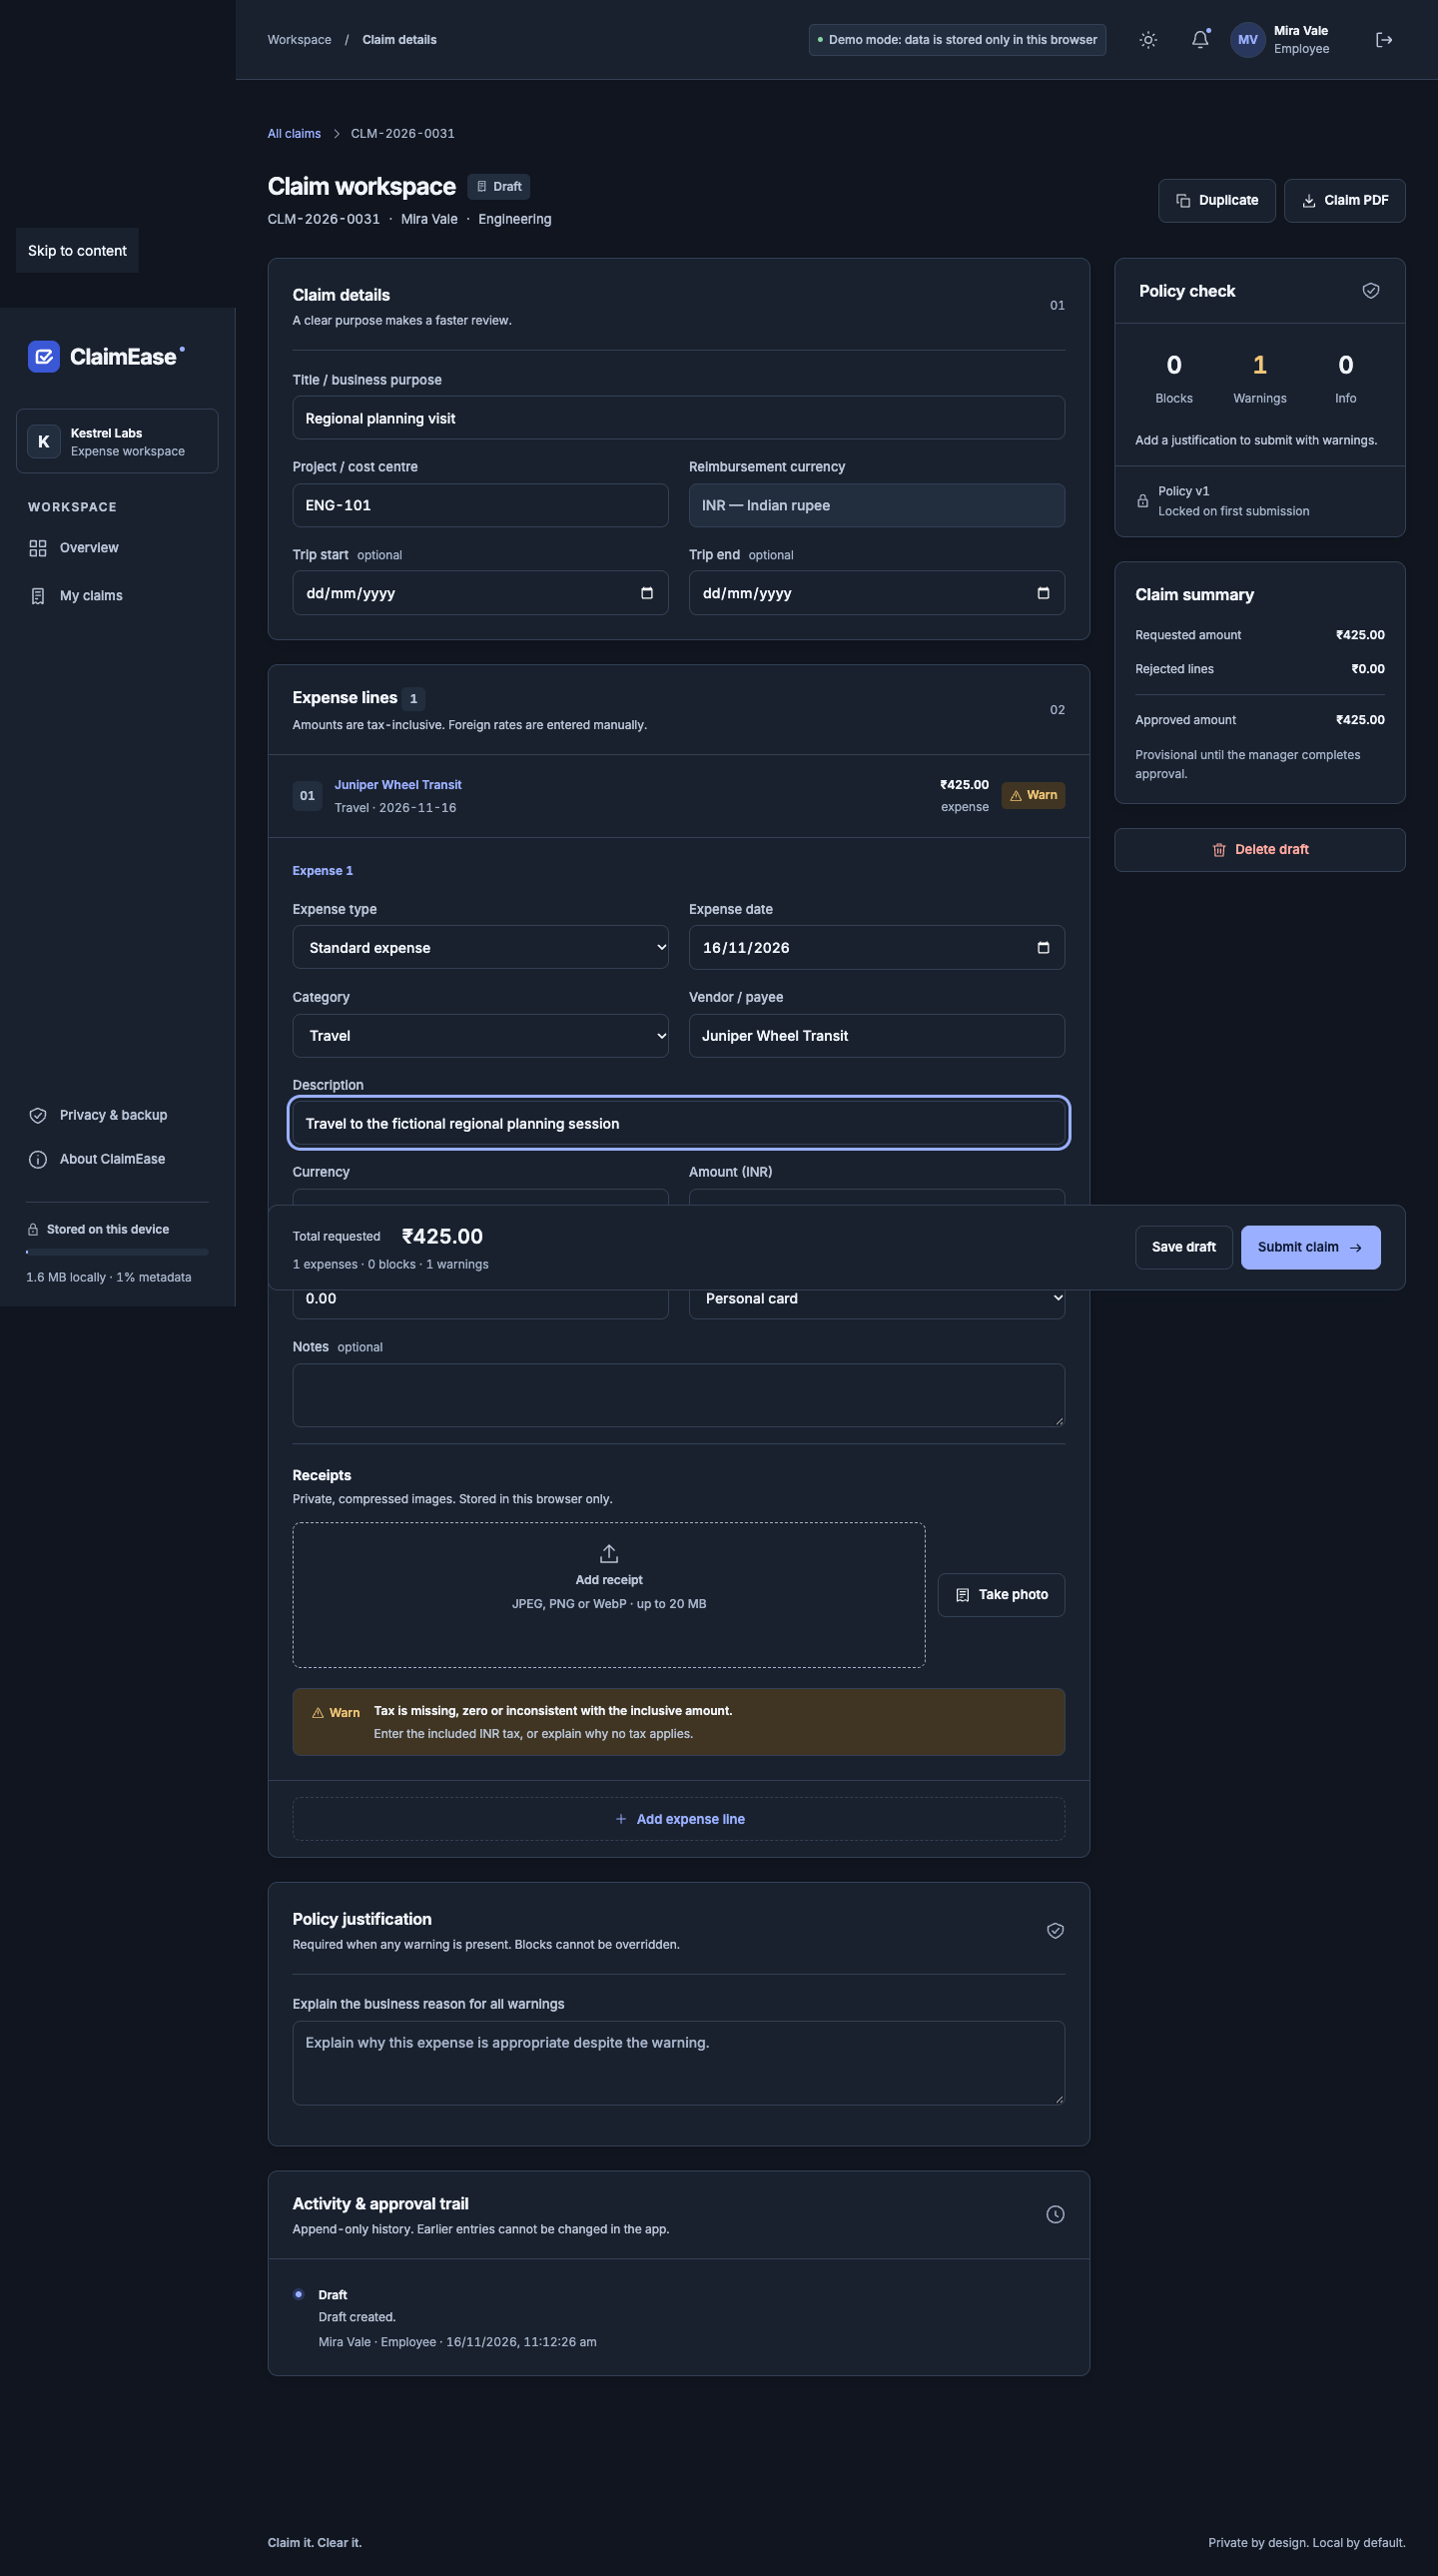 Workspace / Claim details
Demo mode: data is stored only in this browser
MV
Mira Vale
Employee
Skip to content
ClaimEase
K
Kestrel Labs
Expense workspace
WORKSPACE
Overview
My claims
Privacy & backup
About ClaimEase
Stored on this device
1.6 MB locally · 1% metadata
All claims > CLM-2026-0031
Claim workspace
Draft
CLM-2026-0031 · Mira Vale · Engineering
Duplicate
Claim PDF
Claim details
A clear purpose makes a faster review.
01
Title / business purpose
Regional planning visit
Project / cost centre
ENG-101
Reimbursement currency
INR — Indian rupee
Trip start optional
dd/mm/yyyy
Trip end optional
dd/mm/yyyy
Expense lines 1
Amounts are tax-inclusive. Foreign rates are entered manually.
02
01
Juniper Wheel Transit
Travel · 2026-11-16
₹425.00
expense
Warn
Expense 1
Expense type
Standard expense
Expense date
16/11/2026
Category
Travel
Vendor / payee
Juniper Wheel Transit
Description
Travel to the fictional regional planning session
Currency
Amount (INR)
Total requested ₹425.00
1 expenses · 0 blocks · 1 warnings
Save draft
Submit claim
0.00
Personal card
Notes optional
Receipts
Private, compressed images. Stored in this browser only.
Add receipt
JPEG, PNG or WebP · up to 20 MB
Take photo
Warn
Tax is missing, zero or inconsistent with the inclusive amount.
Enter the included INR tax, or explain why no tax applies.
Add expense line
Policy justification
Required when any warning is present. Blocks cannot be overridden.
Explain the business reason for all warnings
Explain why this expense is appropriate despite the warning.
Activity & approval trail
Append-only history. Earlier entries cannot be changed in the app.
Draft
Draft created.
Mira Vale · Employee · 16/11/2026, 11:12:26 am
Policy check
0
Blocks
1
Warnings
0
Info
Add a justification to submit with warnings.
Policy v1
Locked on first submission
Claim summary
Requested amount ₹425.00
Rejected lines ₹0.00
Approved amount ₹425.00
Provisional until the manager completes
approval.
Delete draft
Claim it. Clear it.
Private by design. Local by default.